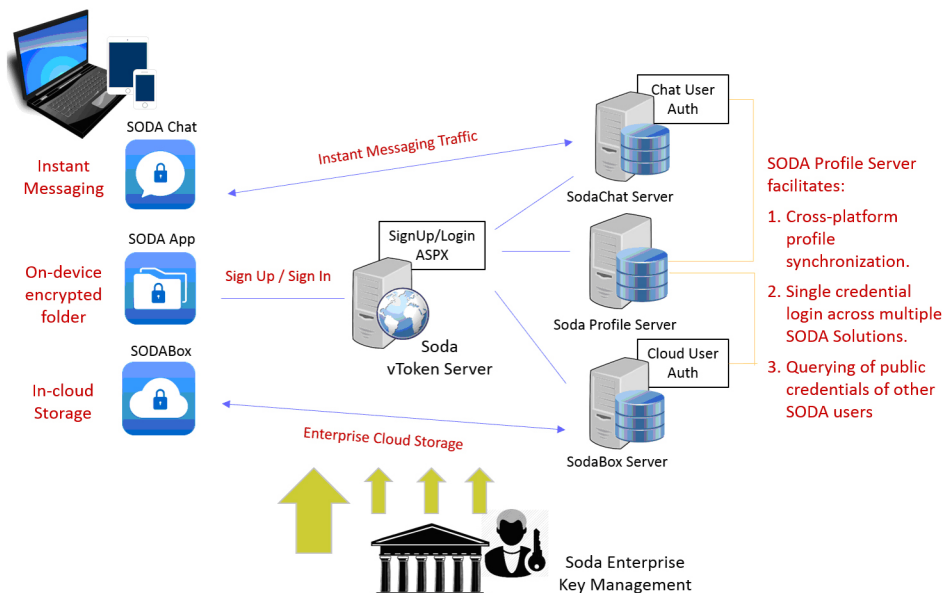 SODA Chat
Instant
Messaging
SODA App
On-device
encrypted
folder
SODABox
In-cloud
Storage
Instant Messaging Traffic
Sign Up / Sign In
SignUp/Login
ASPX
Soda
vToken Server
Enterprise Cloud Storage
Chat User
Auth
SodaChat Server
Soda Profile Server
Cloud User
Auth
SodaBox Server
SODA Profile Server
facilitates:
1. Cross-platform
profile
synchronization.
2. Single credential
login across multiple
SODA Solutions.
3. Querying of public
credentials of other
SODA users
Soda Enterprise
Key Management